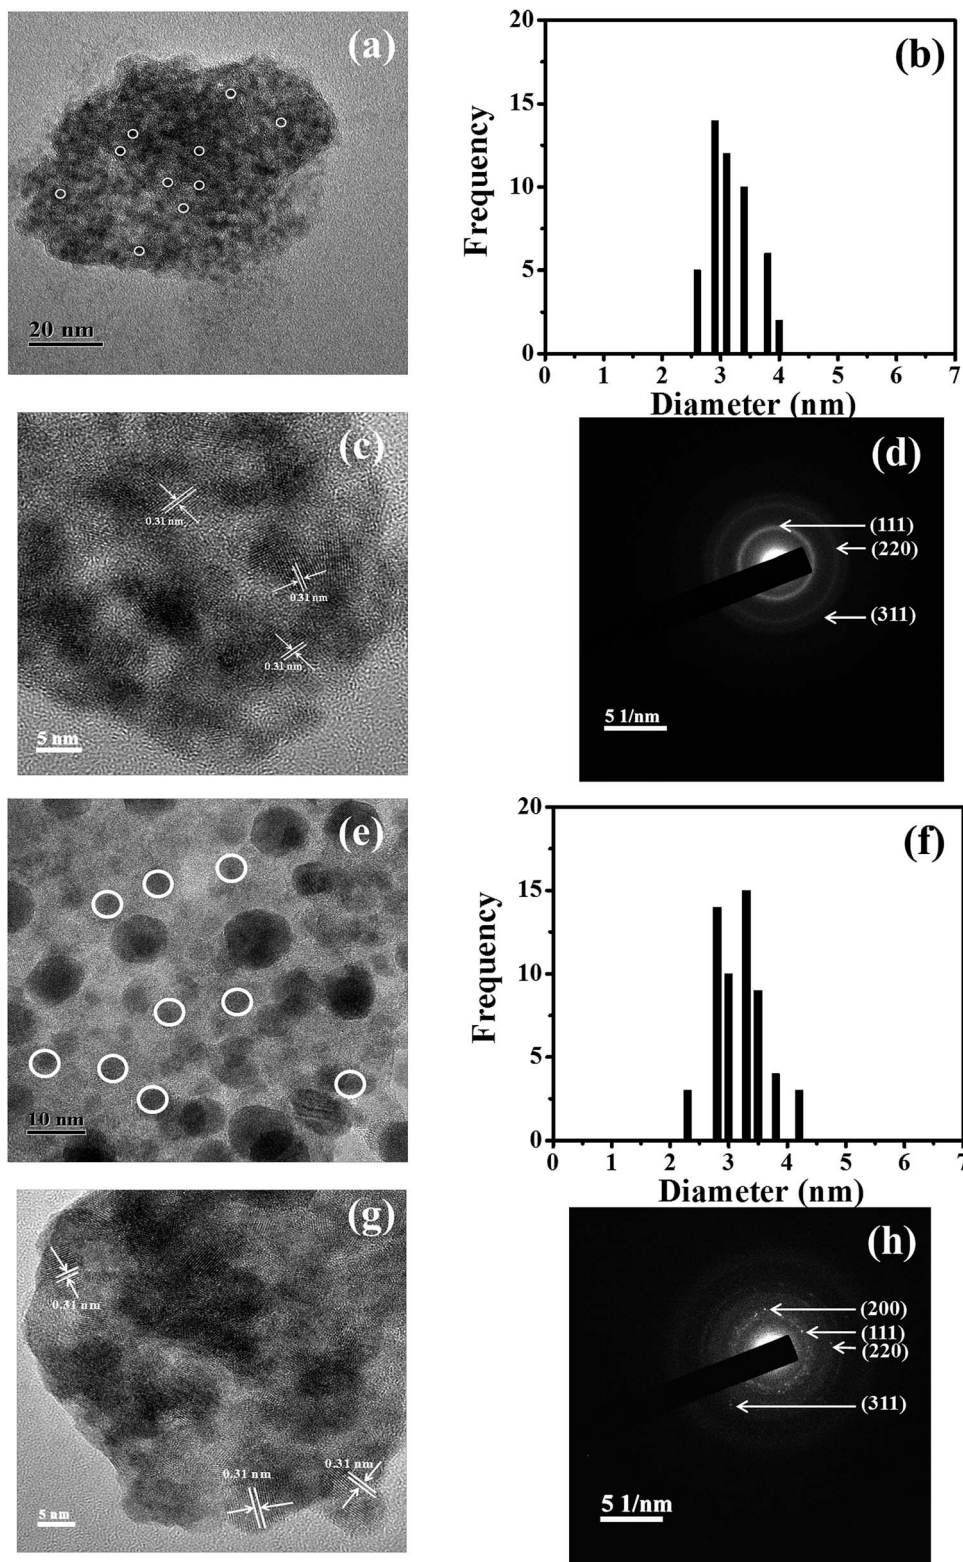 (a)
20 nm
(b)
Frequency
20
15
10
5
0
0 1 2 3 4 5 6 7
Diameter (nm)
(c)
0.31 nm
0.31 nm
0.31 nm
5 nm
(d)
(111)
(220)
(311)
5 1/nm
(e)
10 nm
(f)
Frequency
20
15
10
5
0
0 1 2 3 4 5 6 7
Diameter (nm)
(g)
0.31 nm
0.31 nm
0.31 nm
5 nm
(h)
(200)
(111)
(220)
(311)
5 1/nm